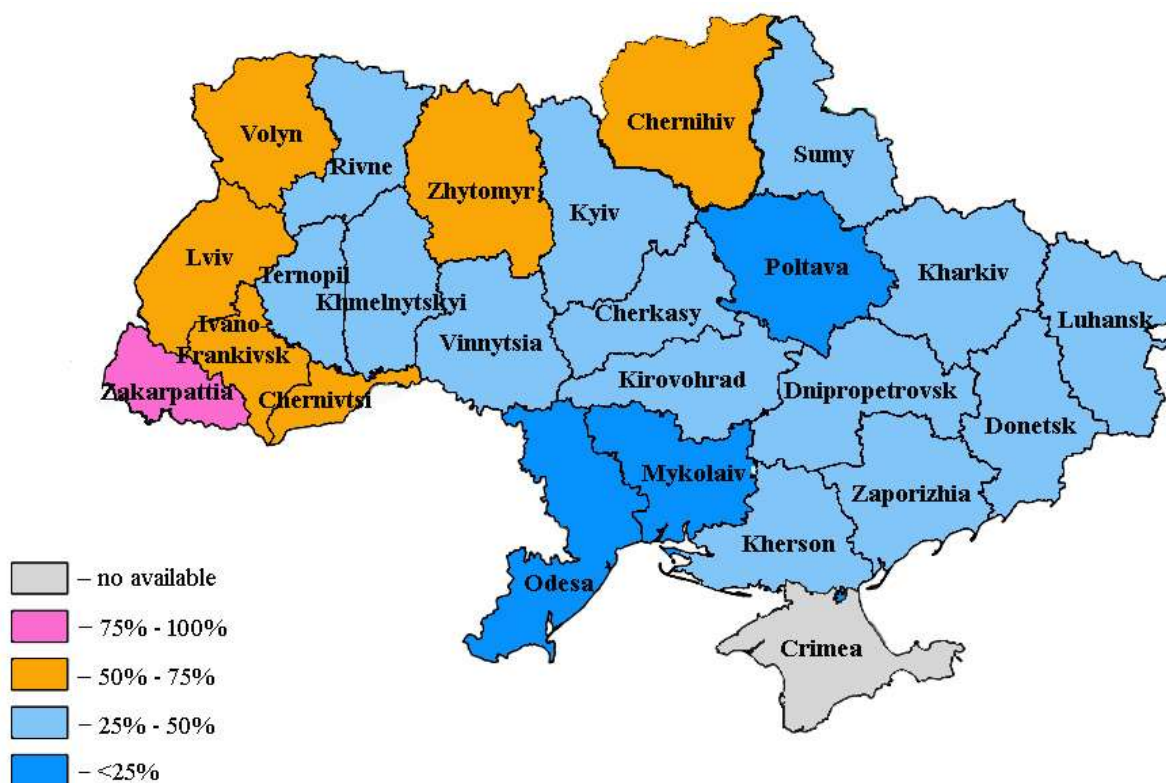 Chernihiv
Volyn
Sumy
Rivne
Zhytomyr
Kyiv
Lviv
Poltava
Ternopil
Kharkiv
Khmelnytskyi
Cherkasy
Luhansk
Ivano-
Frankivsk
Vinnytsia
Zakarpattia
Kirovohrad
Chernivtsi
Dnipropetrovsk
Donetsk
Mykolaiv
Zaporizhia
Kherson
Odesa
Crimea
– no available
– 75% - 100%
– 50% - 75%
– 25% - 50%
– <25%